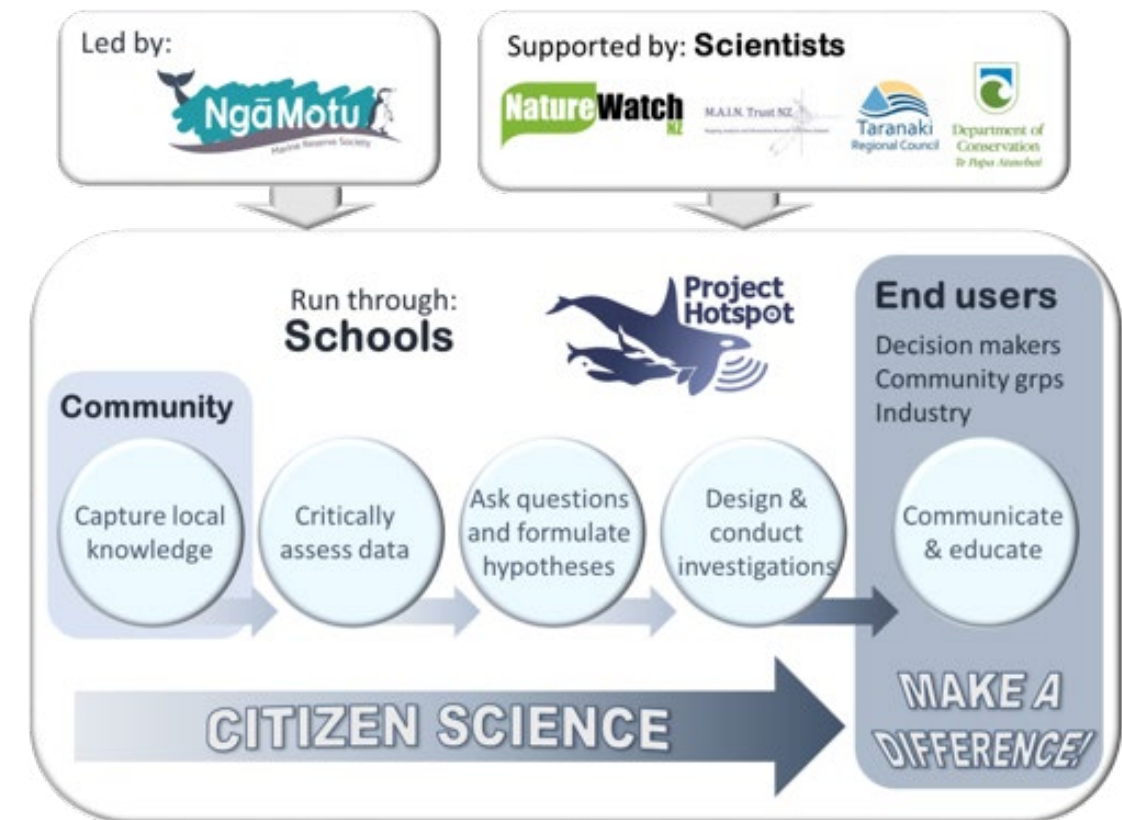 Led by:
NgāMotu
Marine Reserve Society
Supported by: Scientists
NatureWatch
NZ
M.A.I.N. Trust NZ
Taranaki
Regional Council
Department of
Conservation
Te Papa Atawhai
Run through:
Schools
Project
Hotspot
End users
Decision makers
Community grps
Industry
Community
Capture local
knowledge
Critically
assess data
Ask questions
and formulate
hypotheses
Design &
conduct
investigations
Communicate
& educate
CITIZEN SCIENCE
MAKE A
DIFFERENCE!